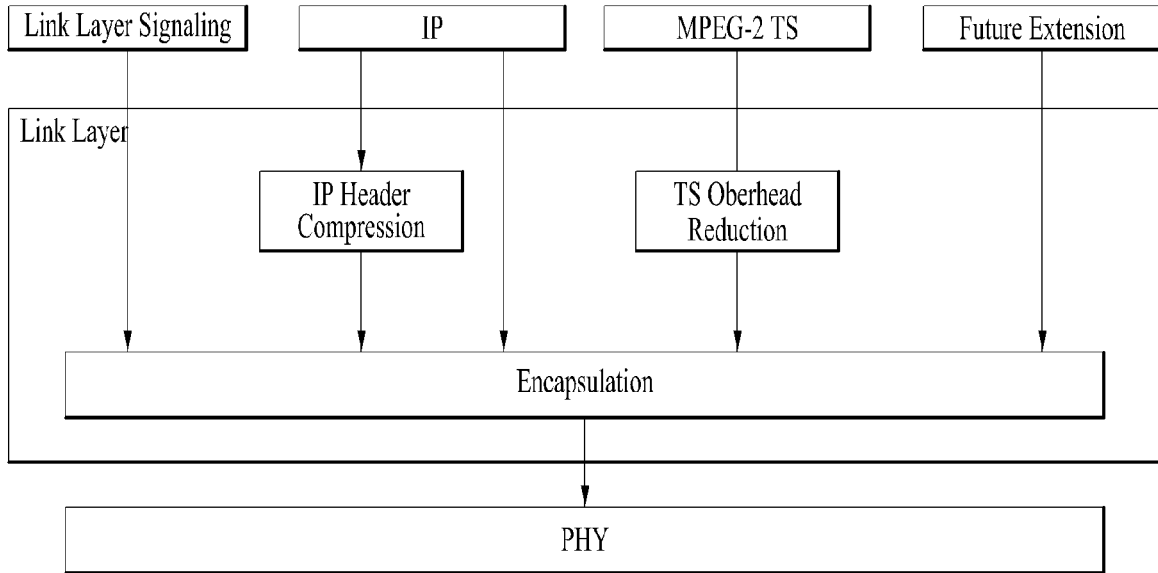 Link Layer Signaling
IP
MPEG-2 TS
Future Extension
Link Layer
IP Header
Compression
TS Oberhead
Reduction
Encapsulation
PHY